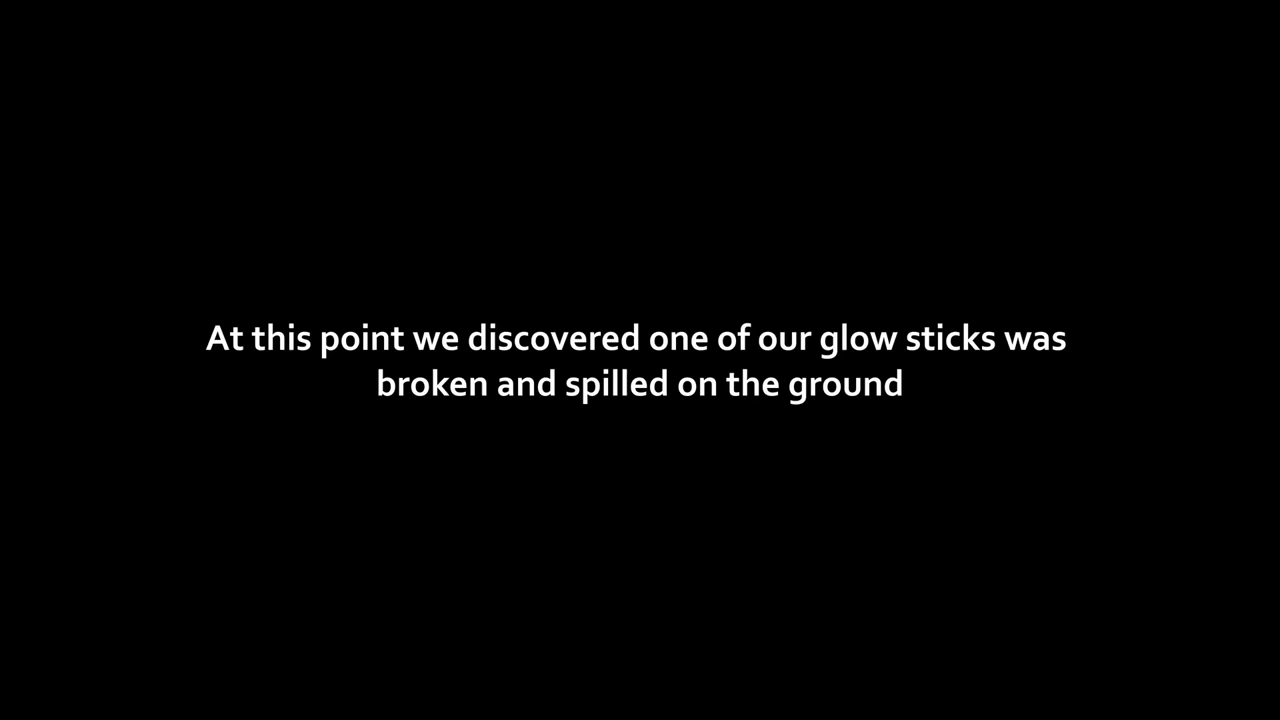 At this point we discovered one of our glow sticks was
broken and spilled on the ground